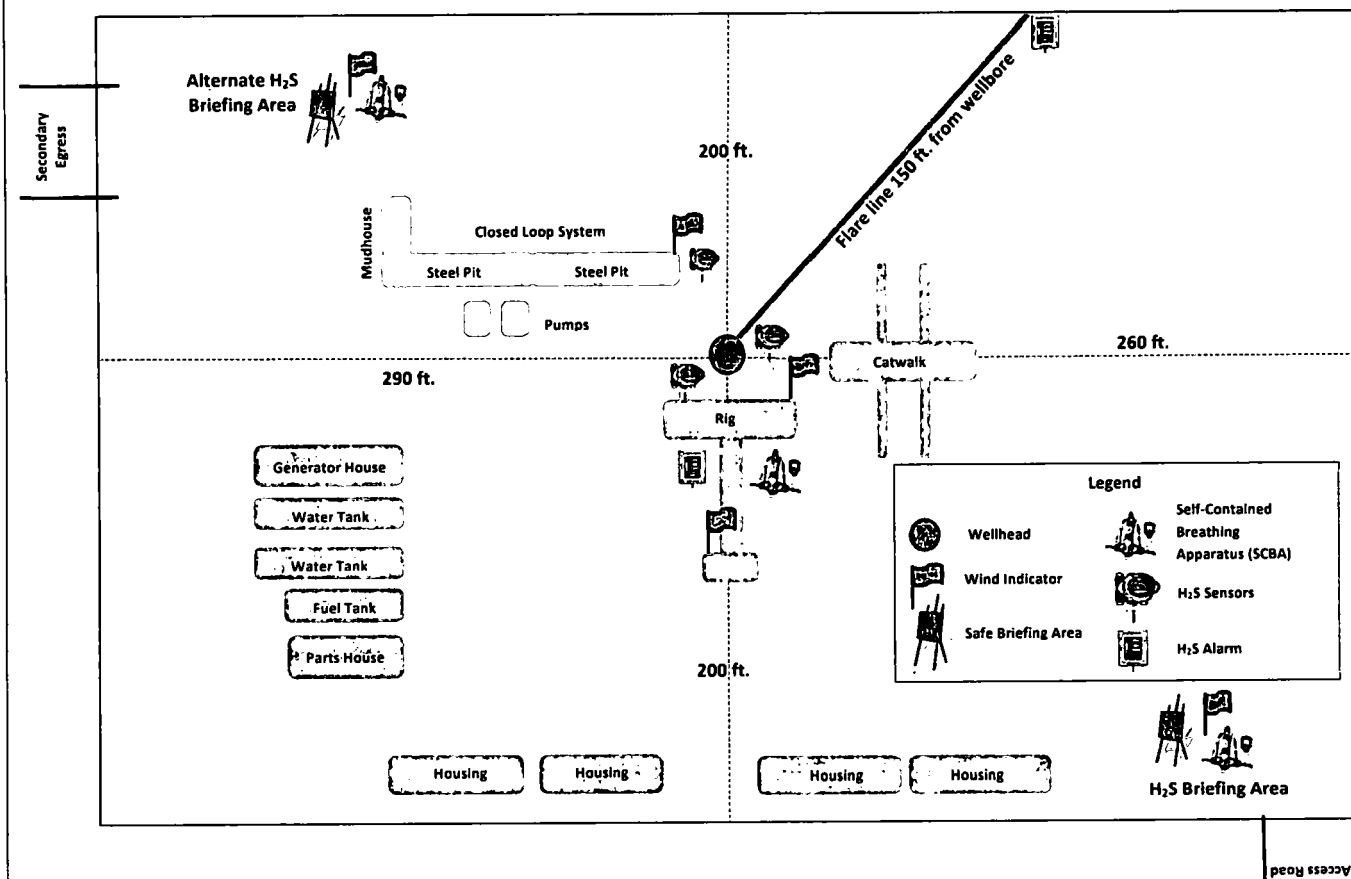 Alternate H₂S
Briefing Area
Secondary
Egress
200 ft.
Flare line 150 ft. from wellbore
Mudhouse
Closed Loop System
Steel Pit
Steel Pit
Pumps
290 ft.
260 ft.
Catwalk
Rig
Generator House
Water Tank
Water Tank
Fuel Tank
Parts House
200 ft.
Legend
Wellhead
Wind Indicator
Safe Briefing Area
Self-Contained
Breathing
Apparatus (SCBA)
H₂S Sensors
H₂S Alarm
Housing
Housing
Housing
Housing
H₂S Briefing Area
Access Road